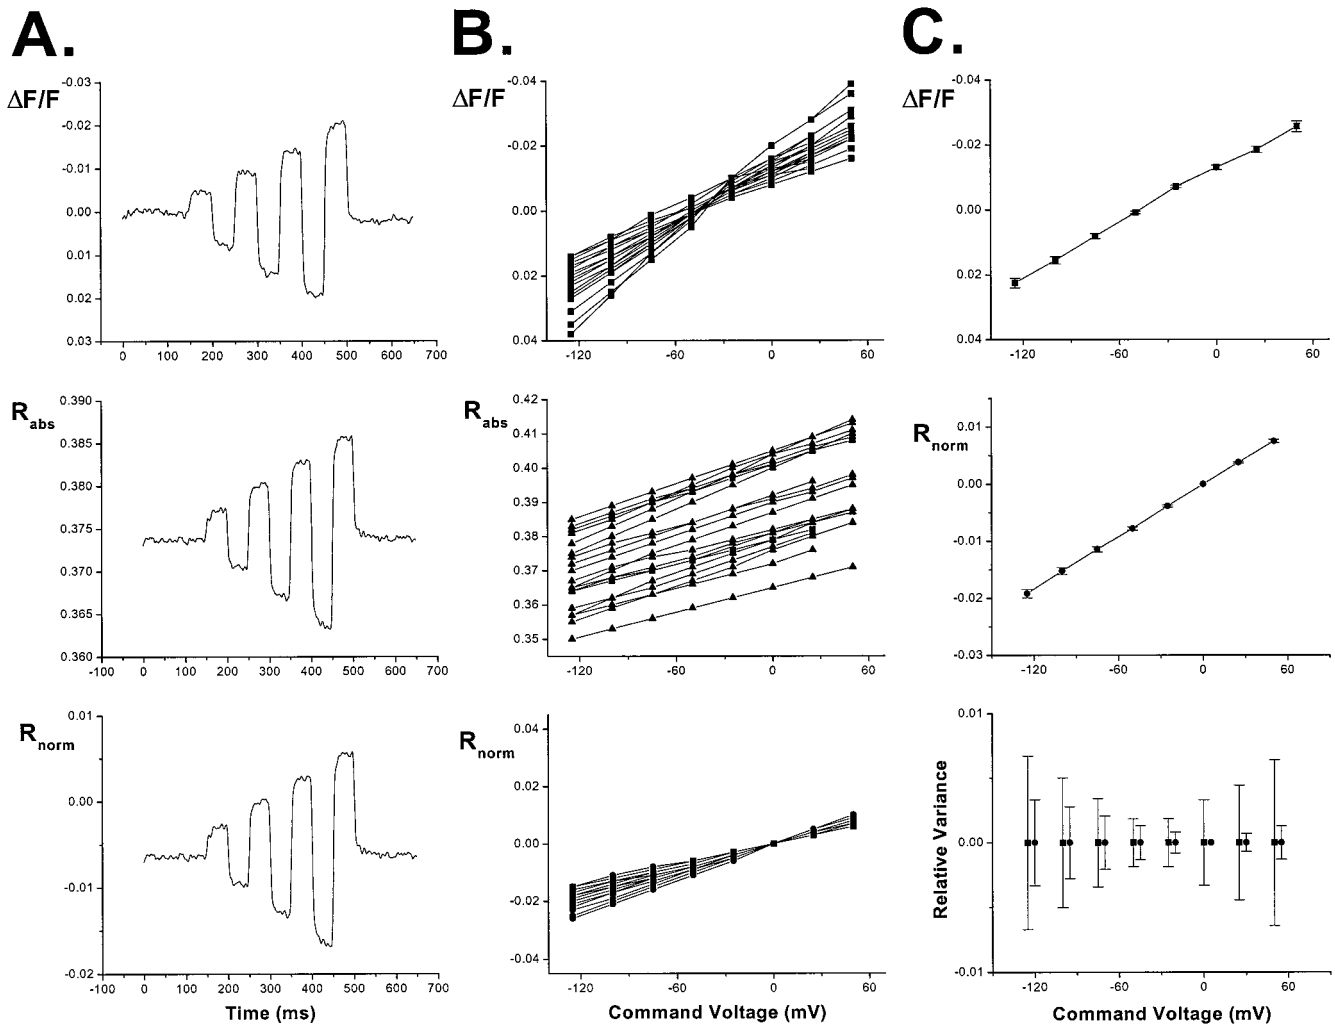 A.
B.
C.
ΔF/F
-0.03
-0.02
-0.01
0.00
0.01
0.02
0.03
0 100 200 300 400 500 600 700
ΔF/F
-0.04
-0.02
0.00
0.02
0.04
-120 -60 0 60
ΔF/F
-0.04
-0.02
0.00
0.02
0.04
-120 -60 0 60
Rabs
0.390
0.385
0.380
0.375
0.370
0.365
0.360
-100 0 100 200 300 400 500 600 700
Rabs
0.42
0.41
0.40
0.39
0.38
0.37
0.36
0.35
-120 -60 0 60
Rnorm
0.01
0.00
-0.01
-0.02
-0.03
-120 -60 0 60
Rnorm
0.01
0.00
-0.01
-0.02
-100 0 100 200 300 400 500 600 700
Time (ms)
Rnorm
0.04
0.02
0.00
-0.02
-0.04
-120 -60 0 60
Command Voltage (mV)
Relative Variance
0.01
0.00
-0.01
-120 -60 0 60
Command Voltage (mV)